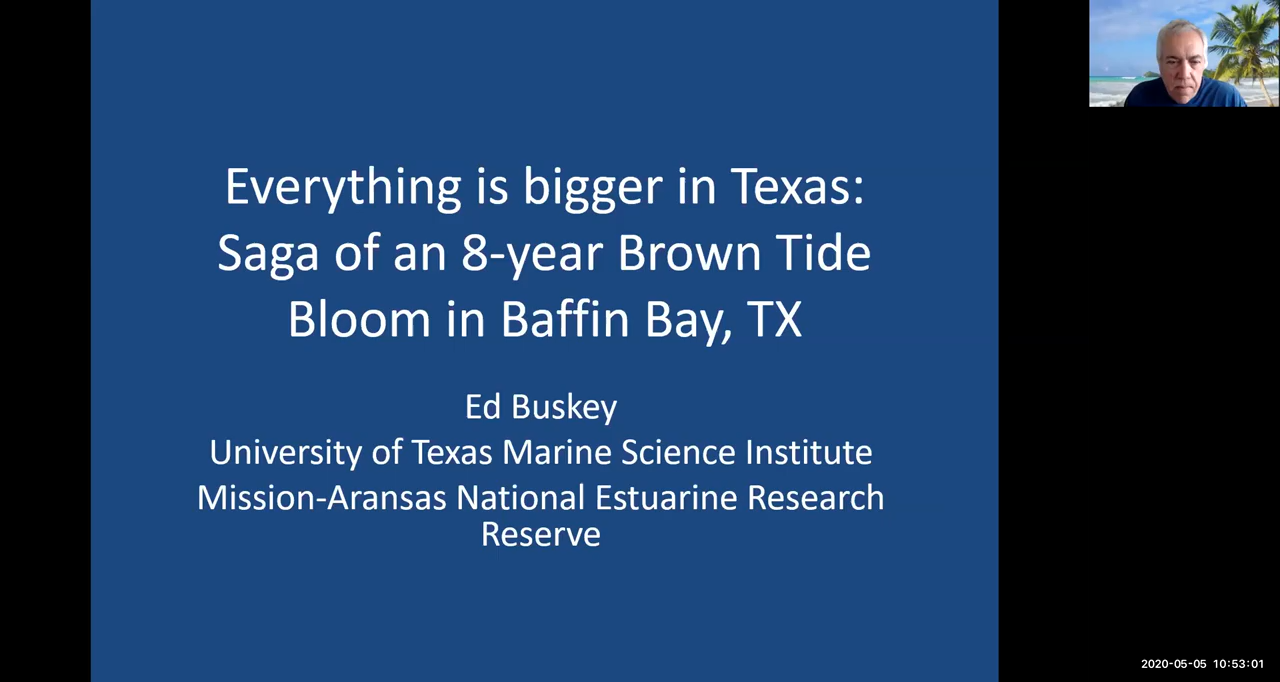 Everything is bigger in Texas:
Saga of an 8-year Brown Tide
Bloom in Baffin Bay, TX
Ed Buskey
University of Texas Marine Science Institute
Mission-Aransas National Estuarine Research
Reserve
2020-05-05 10:53:01